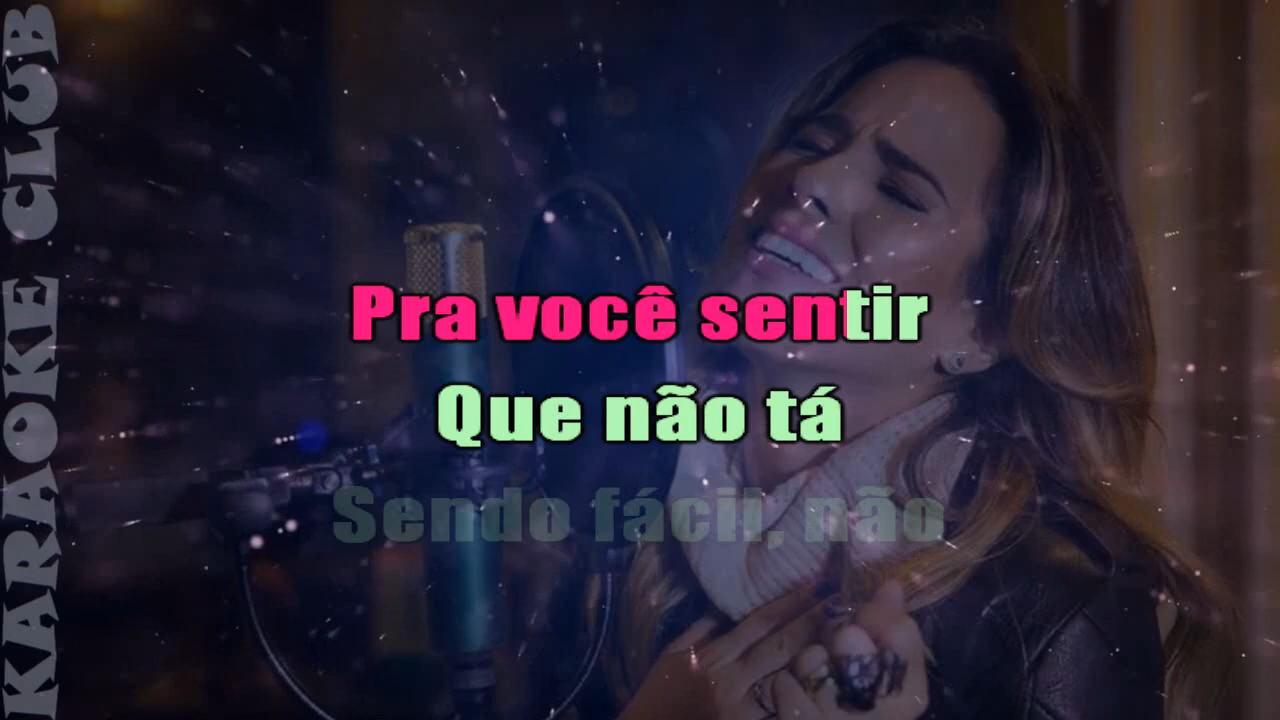 KARAOKE CLUB
Pra você sentir
Que não tá
Sendo fácil, não